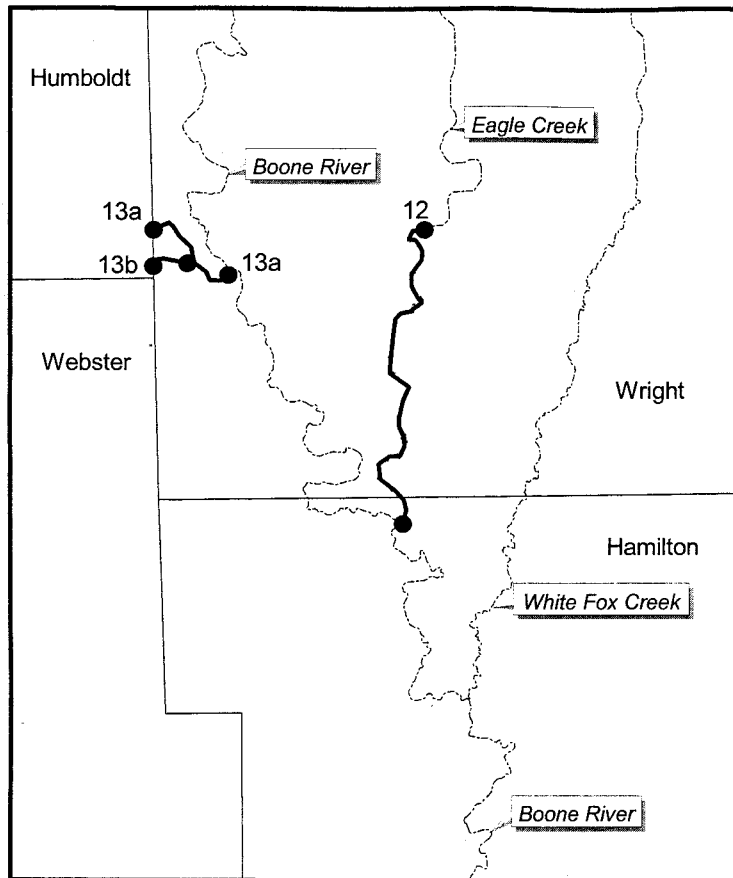 Humboldt
Eagle Creek
Boone River
13a
12
13b
13a
Webster
Wright
Hamilton
White Fox Creek
Boone River